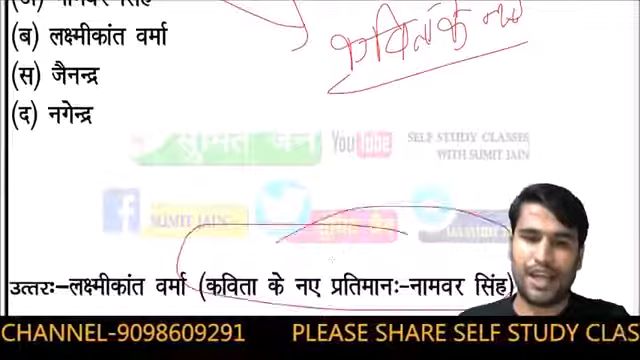 (अ) नामवर सिंह
(ब) लक्ष्मीकांत वर्मा
(स) जैनन्द्र
(द) नगेन्द्र
कविता के नए
सुमित जैन
YouTube
SELF STUDY CLASSES
WITH SUMIT JAIN
SUMIT JAIN
सुमित जैन
उत्तरः-लक्ष्मीकांत वर्मा (कविता के नए प्रतिमानः-नामवर सिंह)
CHANNEL-9098609291 PLEASE SHARE SELF STUDY CLAS